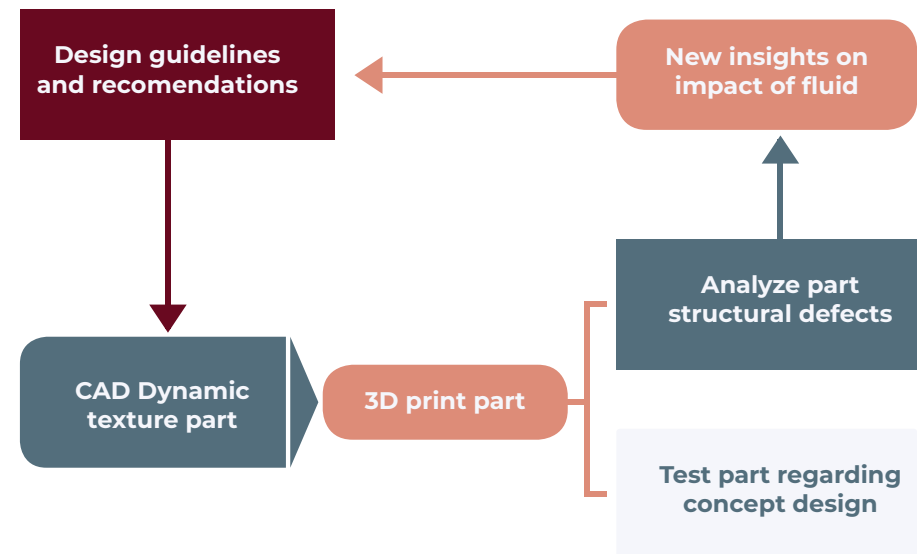 Design guidelines
and recomendations
New insights on
impact of fluid
Analyze part
structural defects
CAD Dynamic
texture part
3D print part
Test part regarding
concept design